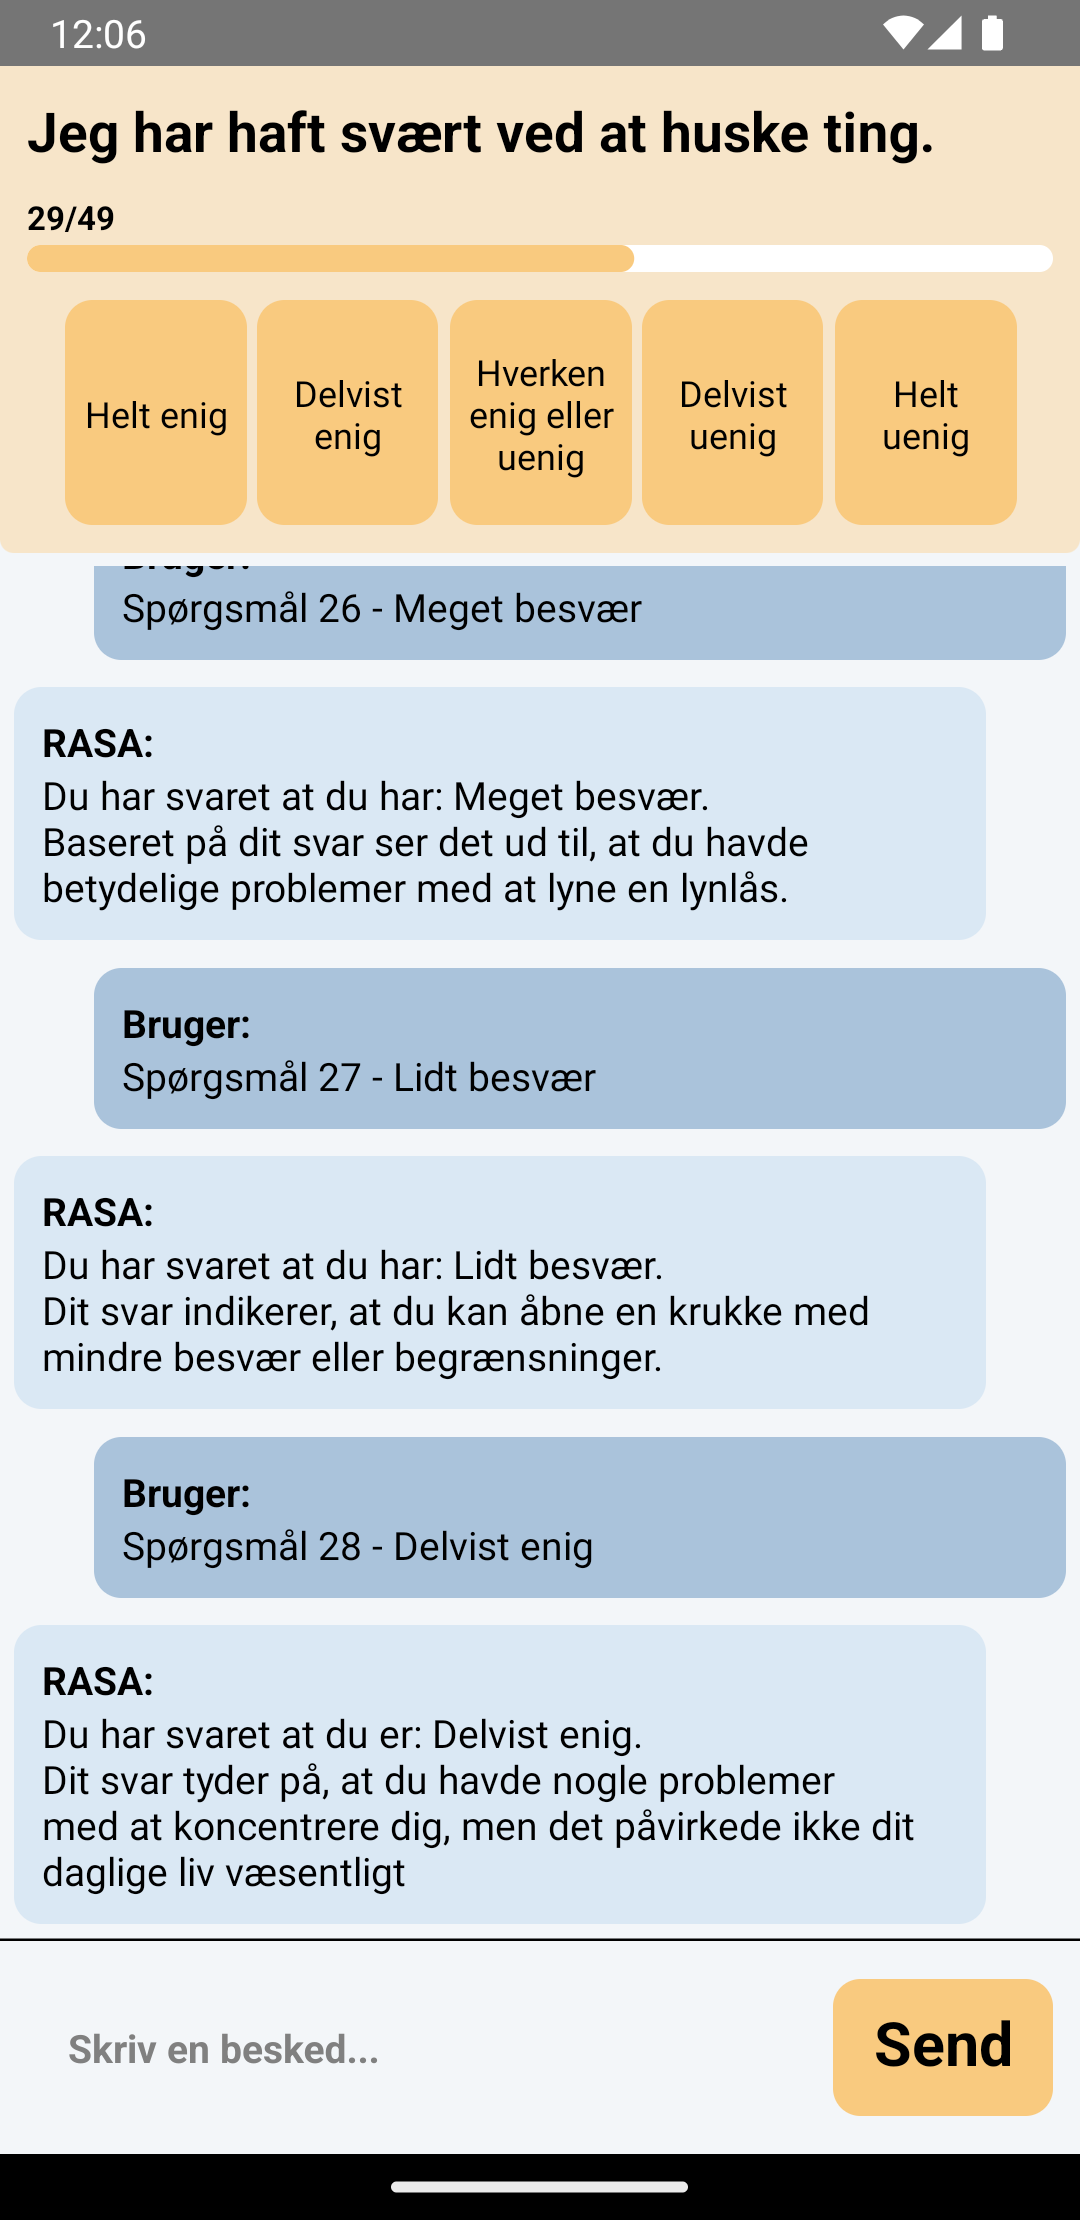 12:06
Jeg har haft svært ved at huske ting.
29/49
Helt enig
Delvist
enig
Hverken
enig eller
uenig
Delvist
uenig
Helt
uenig
Bruger:
Spørgsmål 26 - Meget besvær
RASA:
Du har svaret at du har: Meget besvær.
Baseret på dit svar ser det ud til, at du havde
betydelige problemer med at lyne en lynlås.
Bruger:
Spørgsmål 27 - Lidt besvær
RASA:
Du har svaret at du har: Lidt besvær.
Dit svar indikerer, at du kan åbne en krukke med
mindre besvær eller begrænsninger.
Bruger:
Spørgsmål 28 - Delvist enig
RASA:
Du har svaret at du er: Delvist enig.
Dit svar tyder på, at du havde nogle problemer
med at koncentrere dig, men det påvirkede ikke dit
daglige liv væsentligt
Skriv en besked...
Send